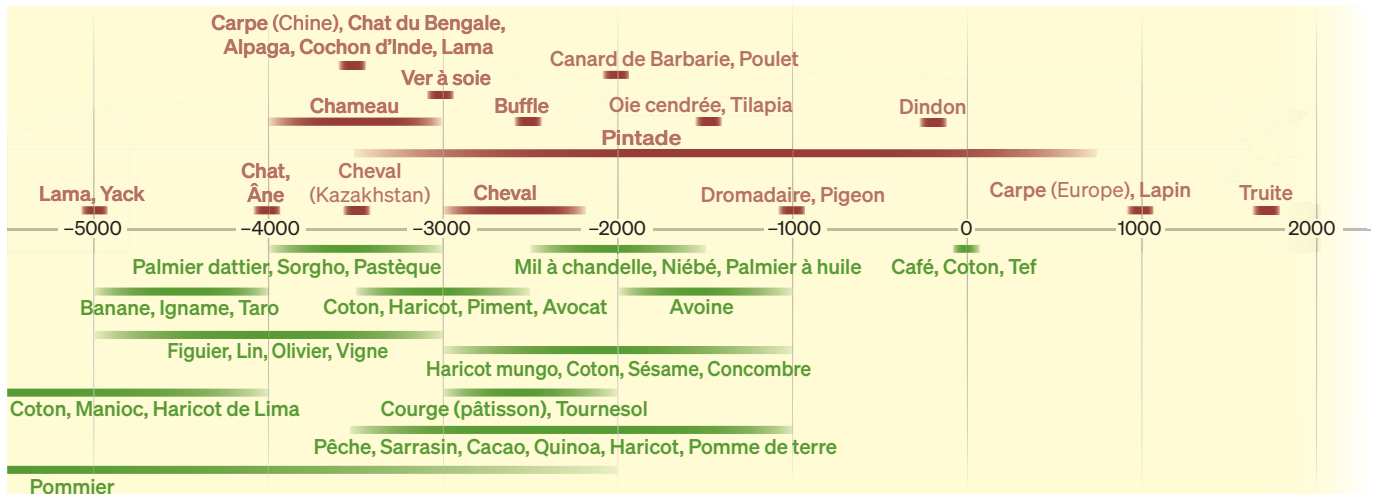 Carpe (Chine), Chat du Bengale,
Alpaga, Cochon d’Inde, Lama
Canard de Barbarie, Poulet
Ver à soie
Chameau
Buffle
Oie cendrée, Tilapia
Dindon
Pintade
Chat,
Âne
Cheval
(Kazakhstan)
Lama, Yack
Cheval
Dromadaire, Pigeon
Carpe (Europe), Lapin
Truite
–5000 –4000 –3000 –2000 –1000 0 1000 2000
Palmier dattier, Sorgho, Pastèque
Mil à chandelle, Niébé, Palmier à huile
Café, Coton, Tef
Banane, Igname, Taro
Coton, Haricot, Piment, Avocat
Avoine
Figuier, Lin, Olivier, Vigne
Haricot mungo, Coton, Sésame, Concombre
Coton, Manioc, Haricot de Lima
Courge (pâtisson), Tournesol
Pêche, Sarrasin, Cacao, Quinoa, Haricot, Pomme de terre
Pommier